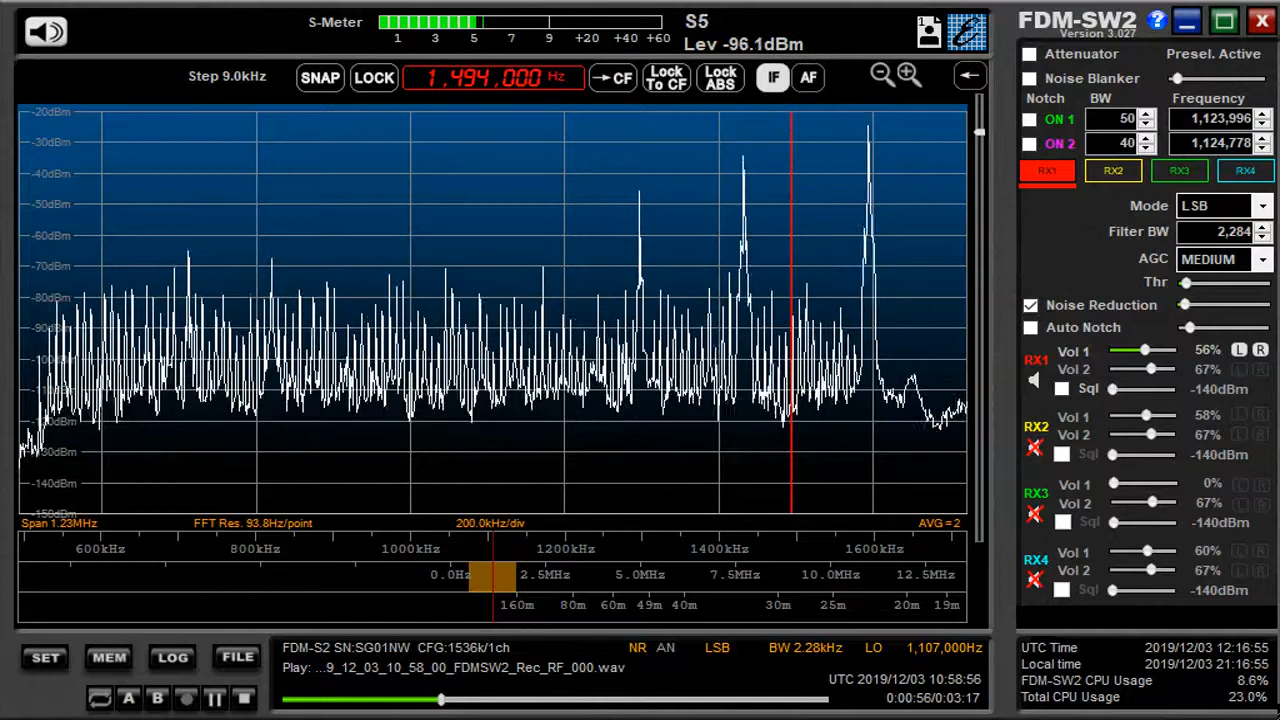 S-Meter
1 3 5 7 9 +20 +40 +60
S5
Lev -96.1dBm
FDM-SW2
Version 3.027
?
X
Step 9.0kHz
SNAP
LOCK
1,494,000 Hz
→CF
Lock To CF
Lock ABS
IF
AF
-20dBm
-30dBm
-40dBm
-50dBm
-60dBm
-70dBm
-80dBm
-90dBm
-100dBm
-110dBm
-120dBm
-130dBm
-140dBm
-150dBm
Span 1.23MHz FFT Res. 93.8Hz/point 200.0kHz/div AVG=2
600kHz 800kHz 1000kHz 1200kHz 1400kHz 1600kHz
0.0Hz 2.5MHz 5.0MHz 7.5MHz 10.0MHz 12.5MHz
160m 80m 60m 49m 40m 30m 25m 20m 19m
Attenuator Presel. Active
Noise Blanker
Notch BW Frequency
ON 1 50 1,123,996
ON 2 40 1,124,778
RX1 RX2 RX3 RX4
Mode LSB
Filter BW 2,284
AGC MEDIUM
Thr
Noise Reduction
Auto Notch
RX1 Vol 1 56% L R
Vol 2 67% L R
Sql -140dBm
RX2 Vol 1 58% L R
Vol 2 67% L R
Sql -140dBm
RX3 Vol 1 0% L R
Vol 2 67% L R
Sql -140dBm
RX4 Vol 1 60% L R
Vol 2 67% L R
Sql -140dBm
SET MEM LOG FILE
A B
FDM-S2 SN:SG01NW CFG:1536k/1ch NR AN LSB BW 2.28kHz LO 1,107,000Hz
Play: ...9_12_03_10_58_00_FDMSW2_Rec_RF_000.wav
UTC 2019/12/03 10:58:56
0:00:56/0:03:17
UTC Time 2019/12/03 12:16:55
Local time 2019/12/03 21:16:55
FDM-SW2 CPU Usage 8.6%
Total CPU Usage 23.0%